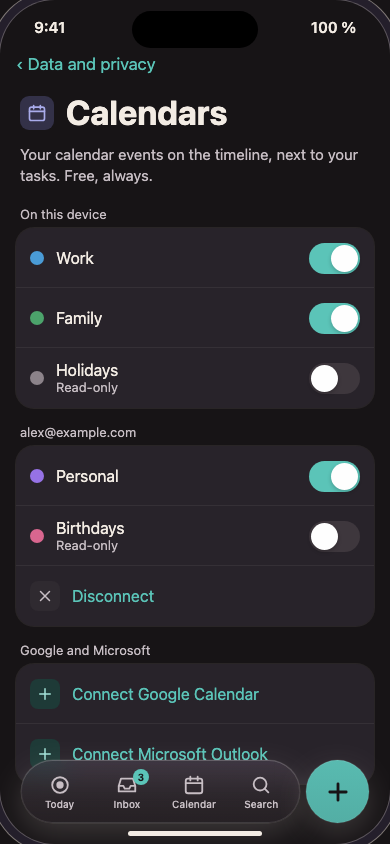 9:41
100 %
‹ Data and privacy
Calendars
Your calendar events on the timeline, next to your
tasks. Free, always.
On this device
Work
Family
Holidays
Read-only
alex@example.com
Personal
Birthdays
Read-only
Disconnect
Google and Microsoft
Connect Google Calendar
Connect Microsoft Outlook
3
Today
Inbox
Calendar
Search